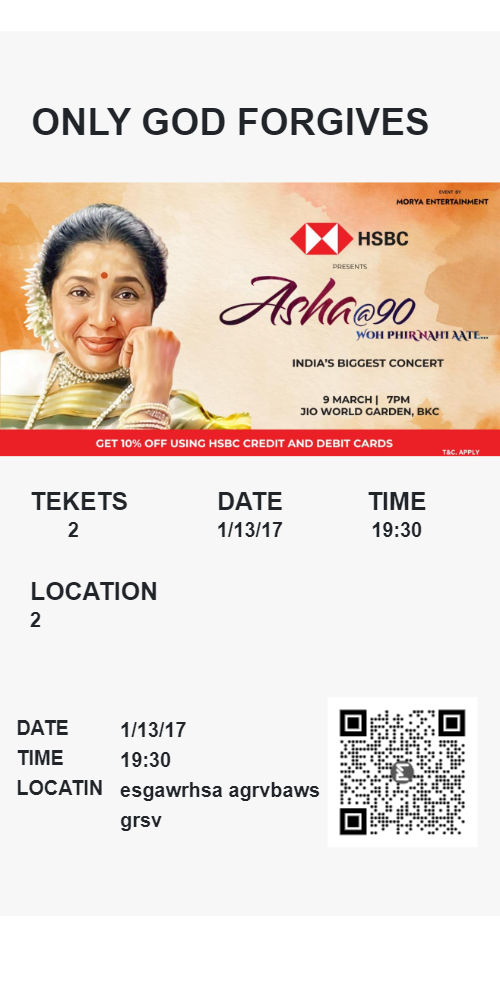 ONLY GOD FORGIVES
EVENT BY
MORYA ENTERTAINMENT
HSBC
PRESENTS
Asha@90
WOH PHIR NAHI AATE...
INDIA'S BIGGEST CONCERT
9 MARCH | 7PM
JIO WORLD GARDEN, BKC
GET 10% OFF USING HSBC CREDIT AND DEBIT CARDS
T&C. APPLY
TEKETS DATE TIME
2 1/13/17 19:30
LOCATION
2
DATE 1/13/17
TIME 19:30
LOCATIN esgawrhsa agrvbaws
grsv